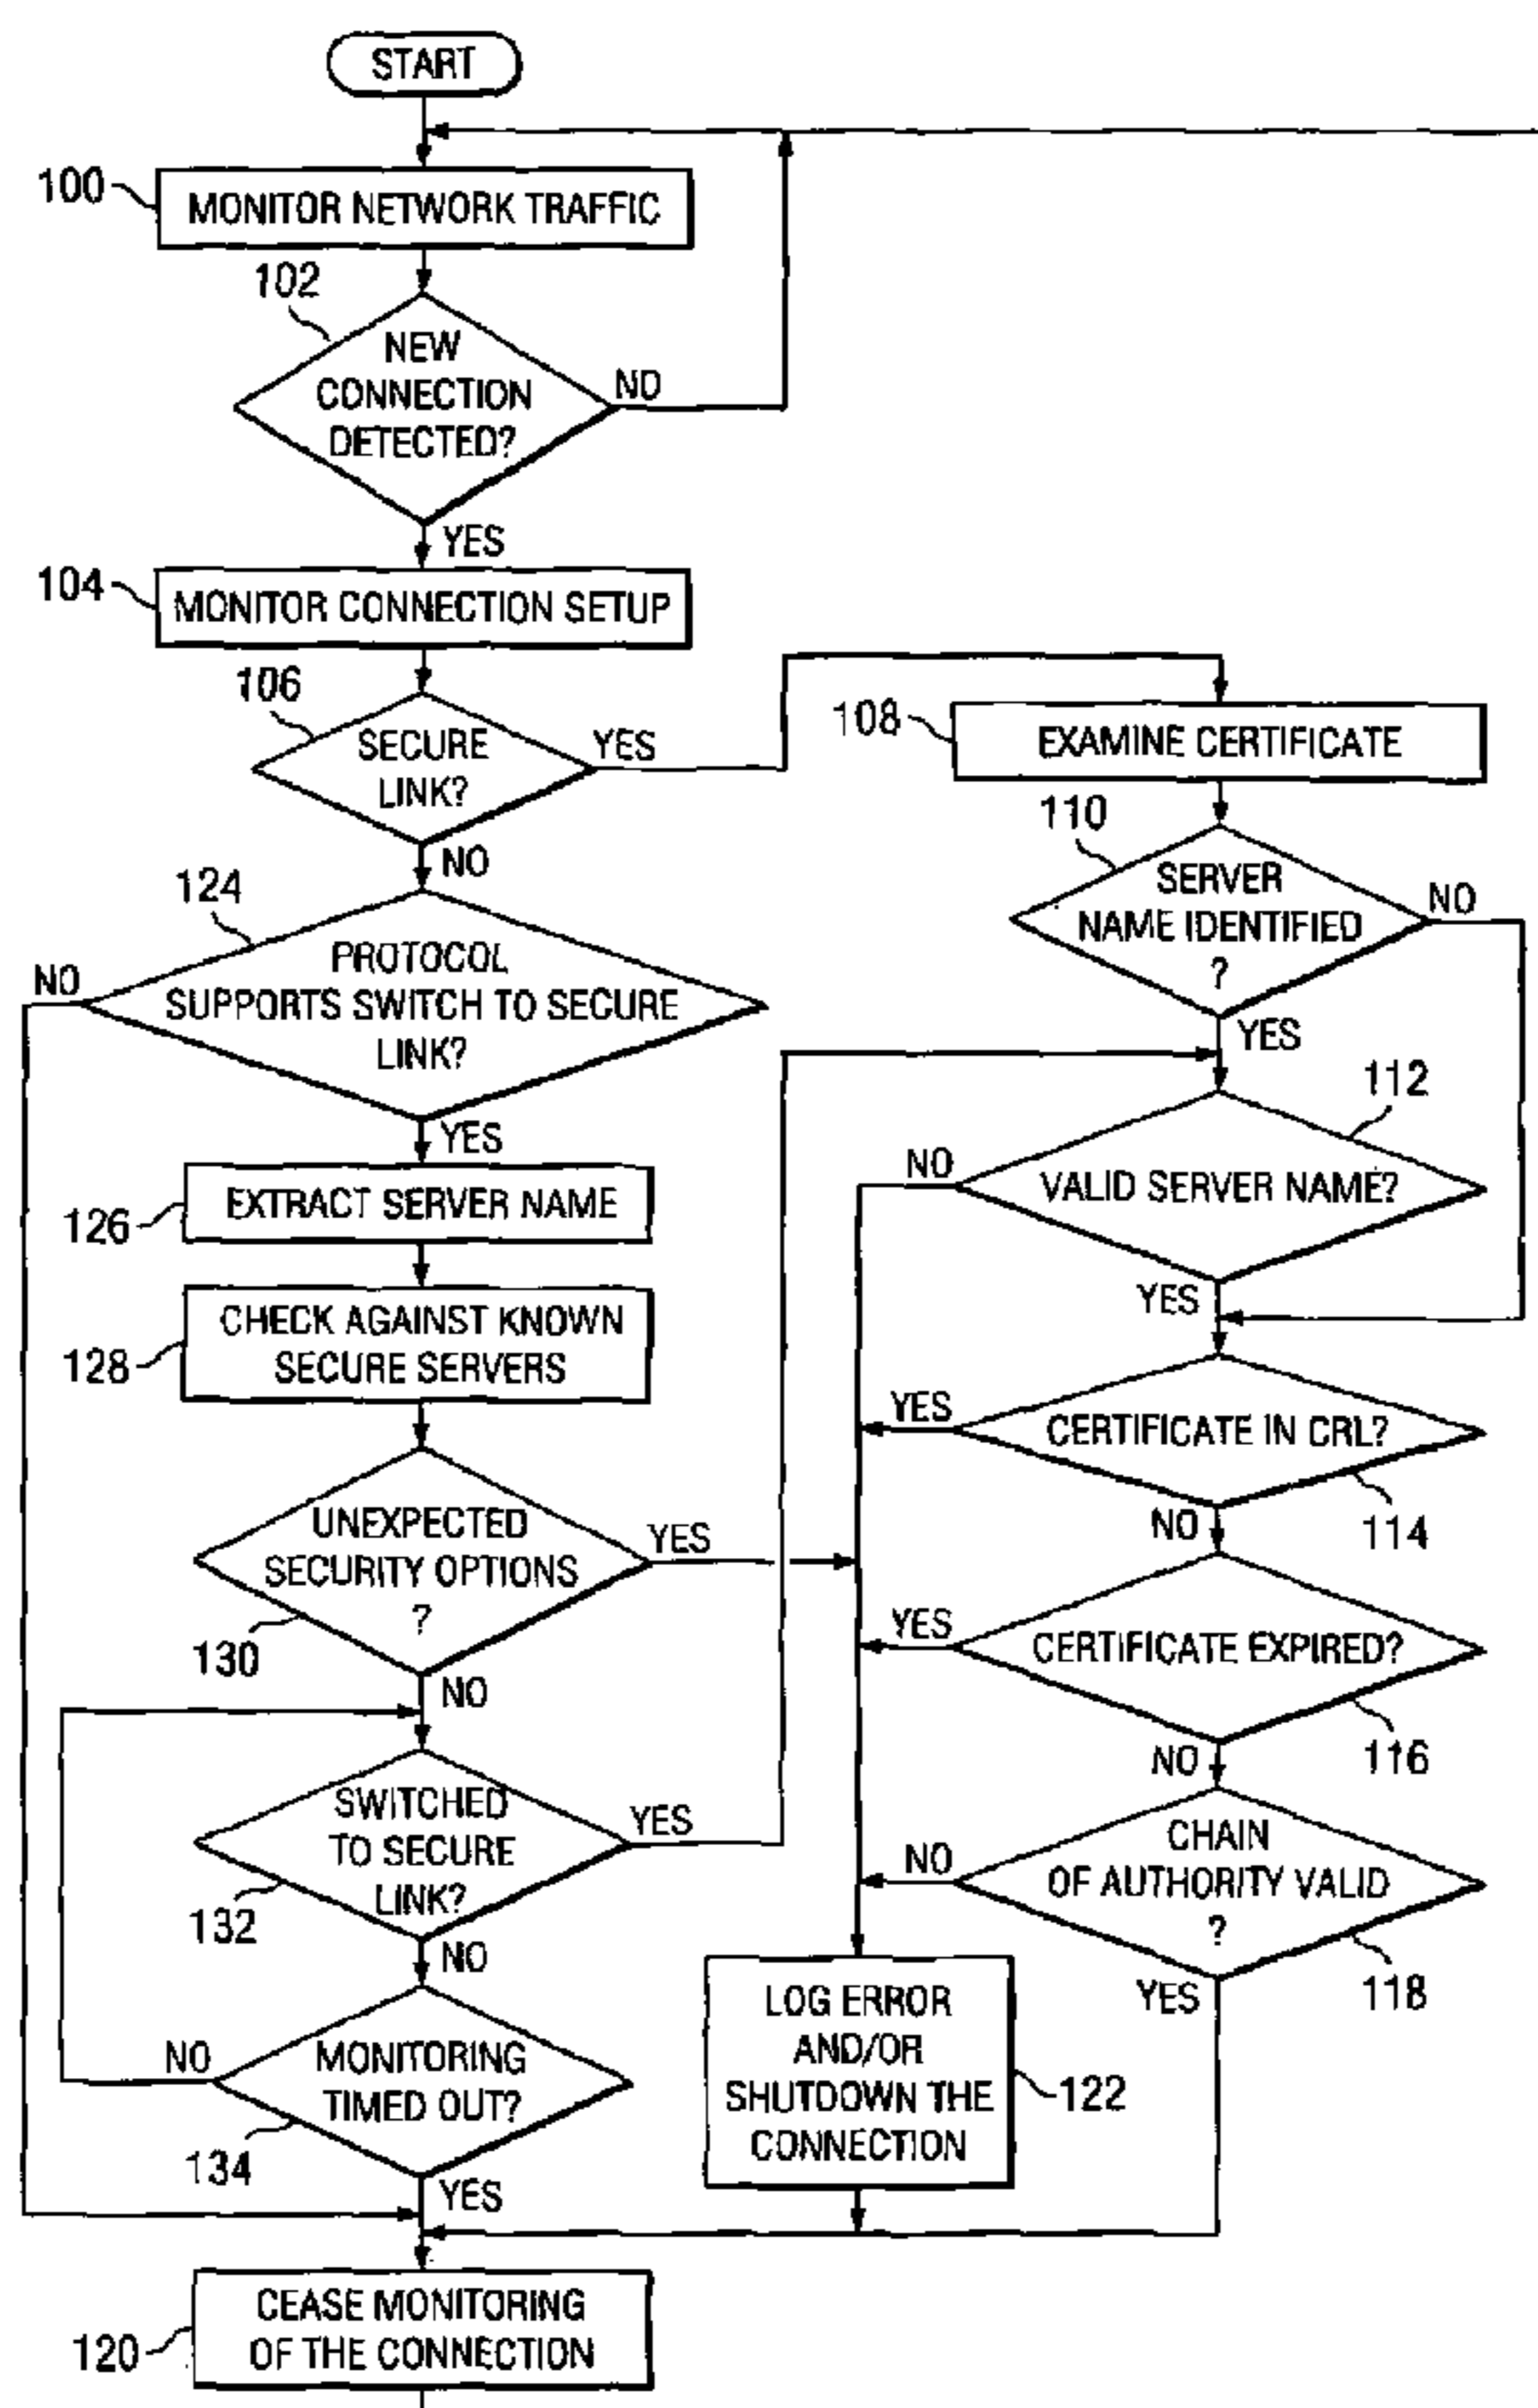 START
100
MONITOR NETWORK TRAFFIC
102
NEW
CONNECTION
DETECTED?
NO
YES
104
MONITOR CONNECTION SETUP
106
SECURE
LINK?
YES
NO
108
EXAMINE CERTIFICATE
110
SERVER
NAME IDENTIFIED
?
NO
YES
124
PROTOCOL
SUPPORTS SWITCH TO SECURE
LINK?
NO
YES
112
VALID SERVER NAME?
NO
YES
126
EXTRACT SERVER NAME
128
CHECK AGAINST KNOWN
SECURE SERVERS
CERTIFICATE IN CRL?
YES
NO
114
130
UNEXPECTED
SECURITY OPTIONS
?
YES
NO
CERTIFICATE EXPIRED?
YES
NO
116
132
SWITCHED
TO SECURE
LINK?
YES
NO
CHAIN
OF AUTHORITY VALID
?
NO
YES
118
134
MONITORING
TIMED OUT?
NO
YES
LOG ERROR
AND/OR
SHUTDOWN THE
CONNECTION
122
120
CEASE MONITORING
OF THE CONNECTION